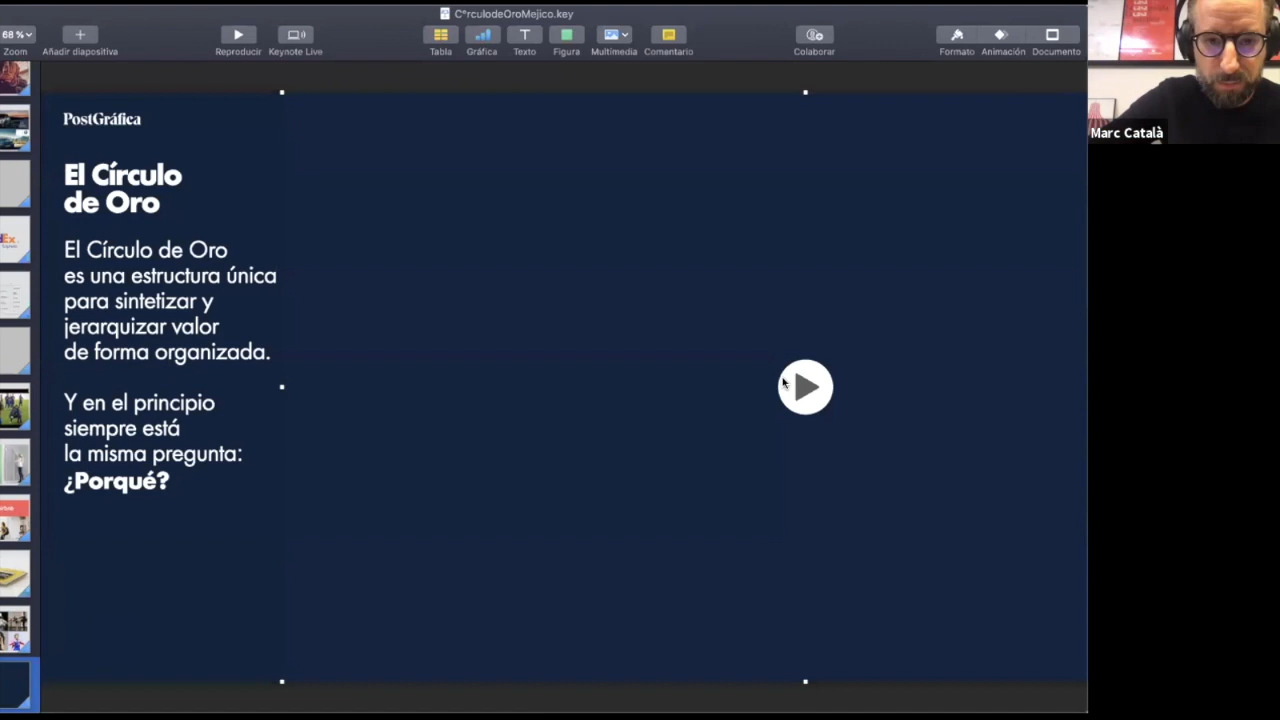 C°rculodeOroMejico.key
68 %
Zoom
Añadir diapositiva
Reproducir
Keynote Live
Tabla
Gráfica
Texto
Figura
Multimedia
Comentario
Colaborar
Formato
Animación
Documento
Marc Català
PostGráfica
El Círculo
de Oro
El Círculo de Oro
es una estructura única
para sintetizar y
jerarquizar valor
de forma organizada.
Y en el principio
siempre está
la misma pregunta:
¿Porqué?